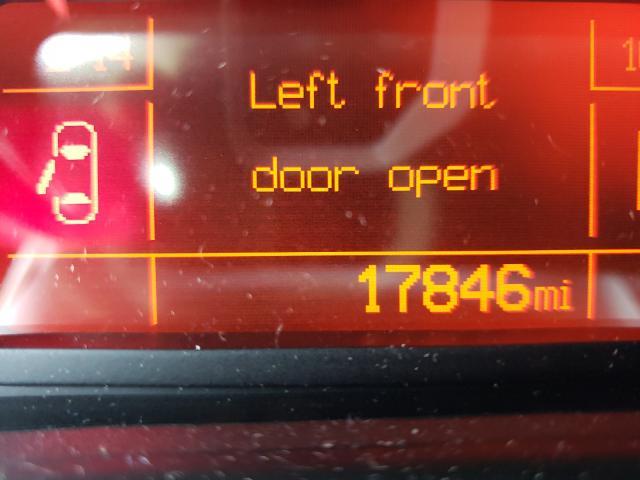 Left front
door open
17846mi